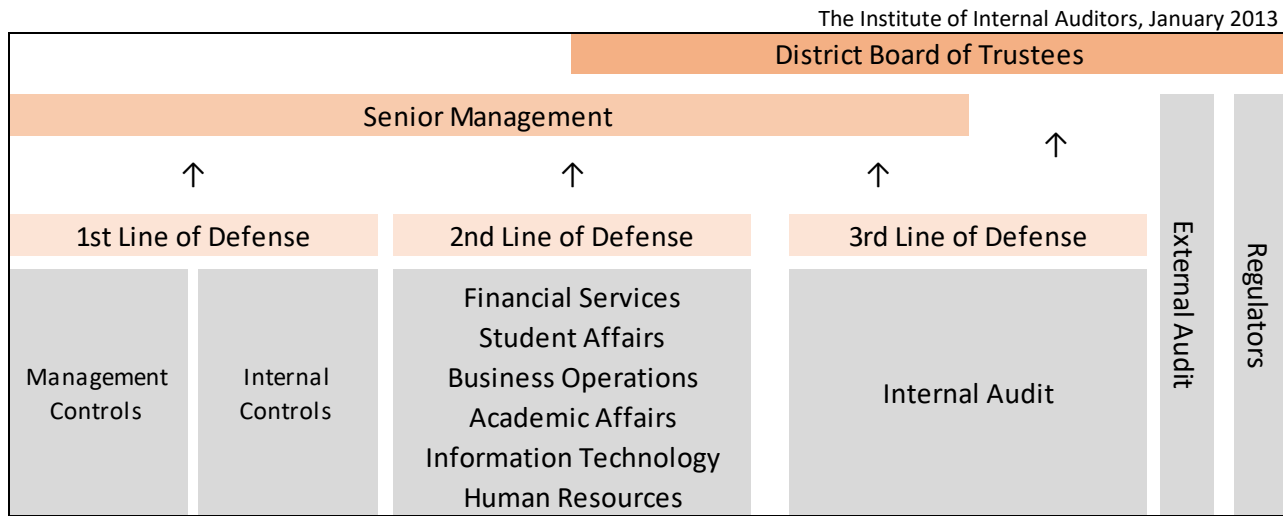 The Institute of Internal Auditors, January 2013
District Board of Trustees
Senior Management
↑ ↑ ↑ ↑
1st Line of Defense
2nd Line of Defense
3rd Line of Defense
Management
Controls
Internal
Controls
Financial Services
Student Affairs
Business Operations
Academic Affairs
Information Technology
Human Resources
Internal Audit
External Audit
Regulators